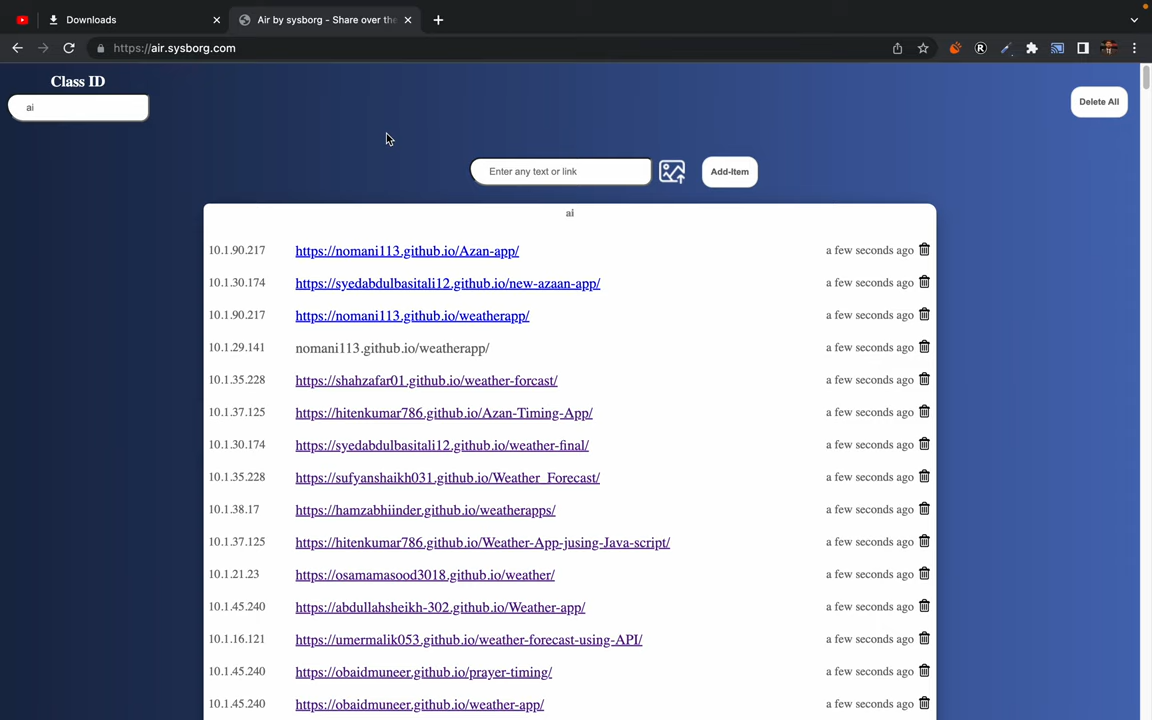 Downloads
Air by sysborg - Share over the
https://air.sysborg.com
Class ID
ai
Delete All
Enter any text or link
Add-Item
ai
10.1.90.217 https://nomani113.github.io/Azan-app/ a few seconds ago
10.1.30.174 https://syedabdulbasitali12.github.io/new-azaan-app/ a few seconds ago
10.1.90.217 https://nomani113.github.io/weatherapp/ a few seconds ago
10.1.29.141 nomani113.github.io/weatherapp/ a few seconds ago
10.1.35.228 https://shahzafar01.github.io/weather-forcast/ a few seconds ago
10.1.37.125 https://hitenkumar786.github.io/Azan-Timing-App/ a few seconds ago
10.1.30.174 https://syedabdulbasitali12.github.io/weather-final/ a few seconds ago
10.1.35.228 https://sufyanshaikh031.github.io/Weather_Forecast/ a few seconds ago
10.1.38.17 https://hamzabhiinder.github.io/weatherapps/ a few seconds ago
10.1.37.125 https://hitenkumar786.github.io/Weather-App-jusing-Java-script/ a few seconds ago
10.1.21.23 https://osamamasood3018.github.io/weather/ a few seconds ago
10.1.45.240 https://abdullahsheikh-302.github.io/Weather-app/ a few seconds ago
10.1.16.121 https://umermalik053.github.io/weather-forecast-using-API/ a few seconds ago
10.1.45.240 https://obaidmuneer.github.io/prayer-timing/ a few seconds ago
10.1.45.240 https://obaidmuneer.github.io/weather-app/ a few seconds ago